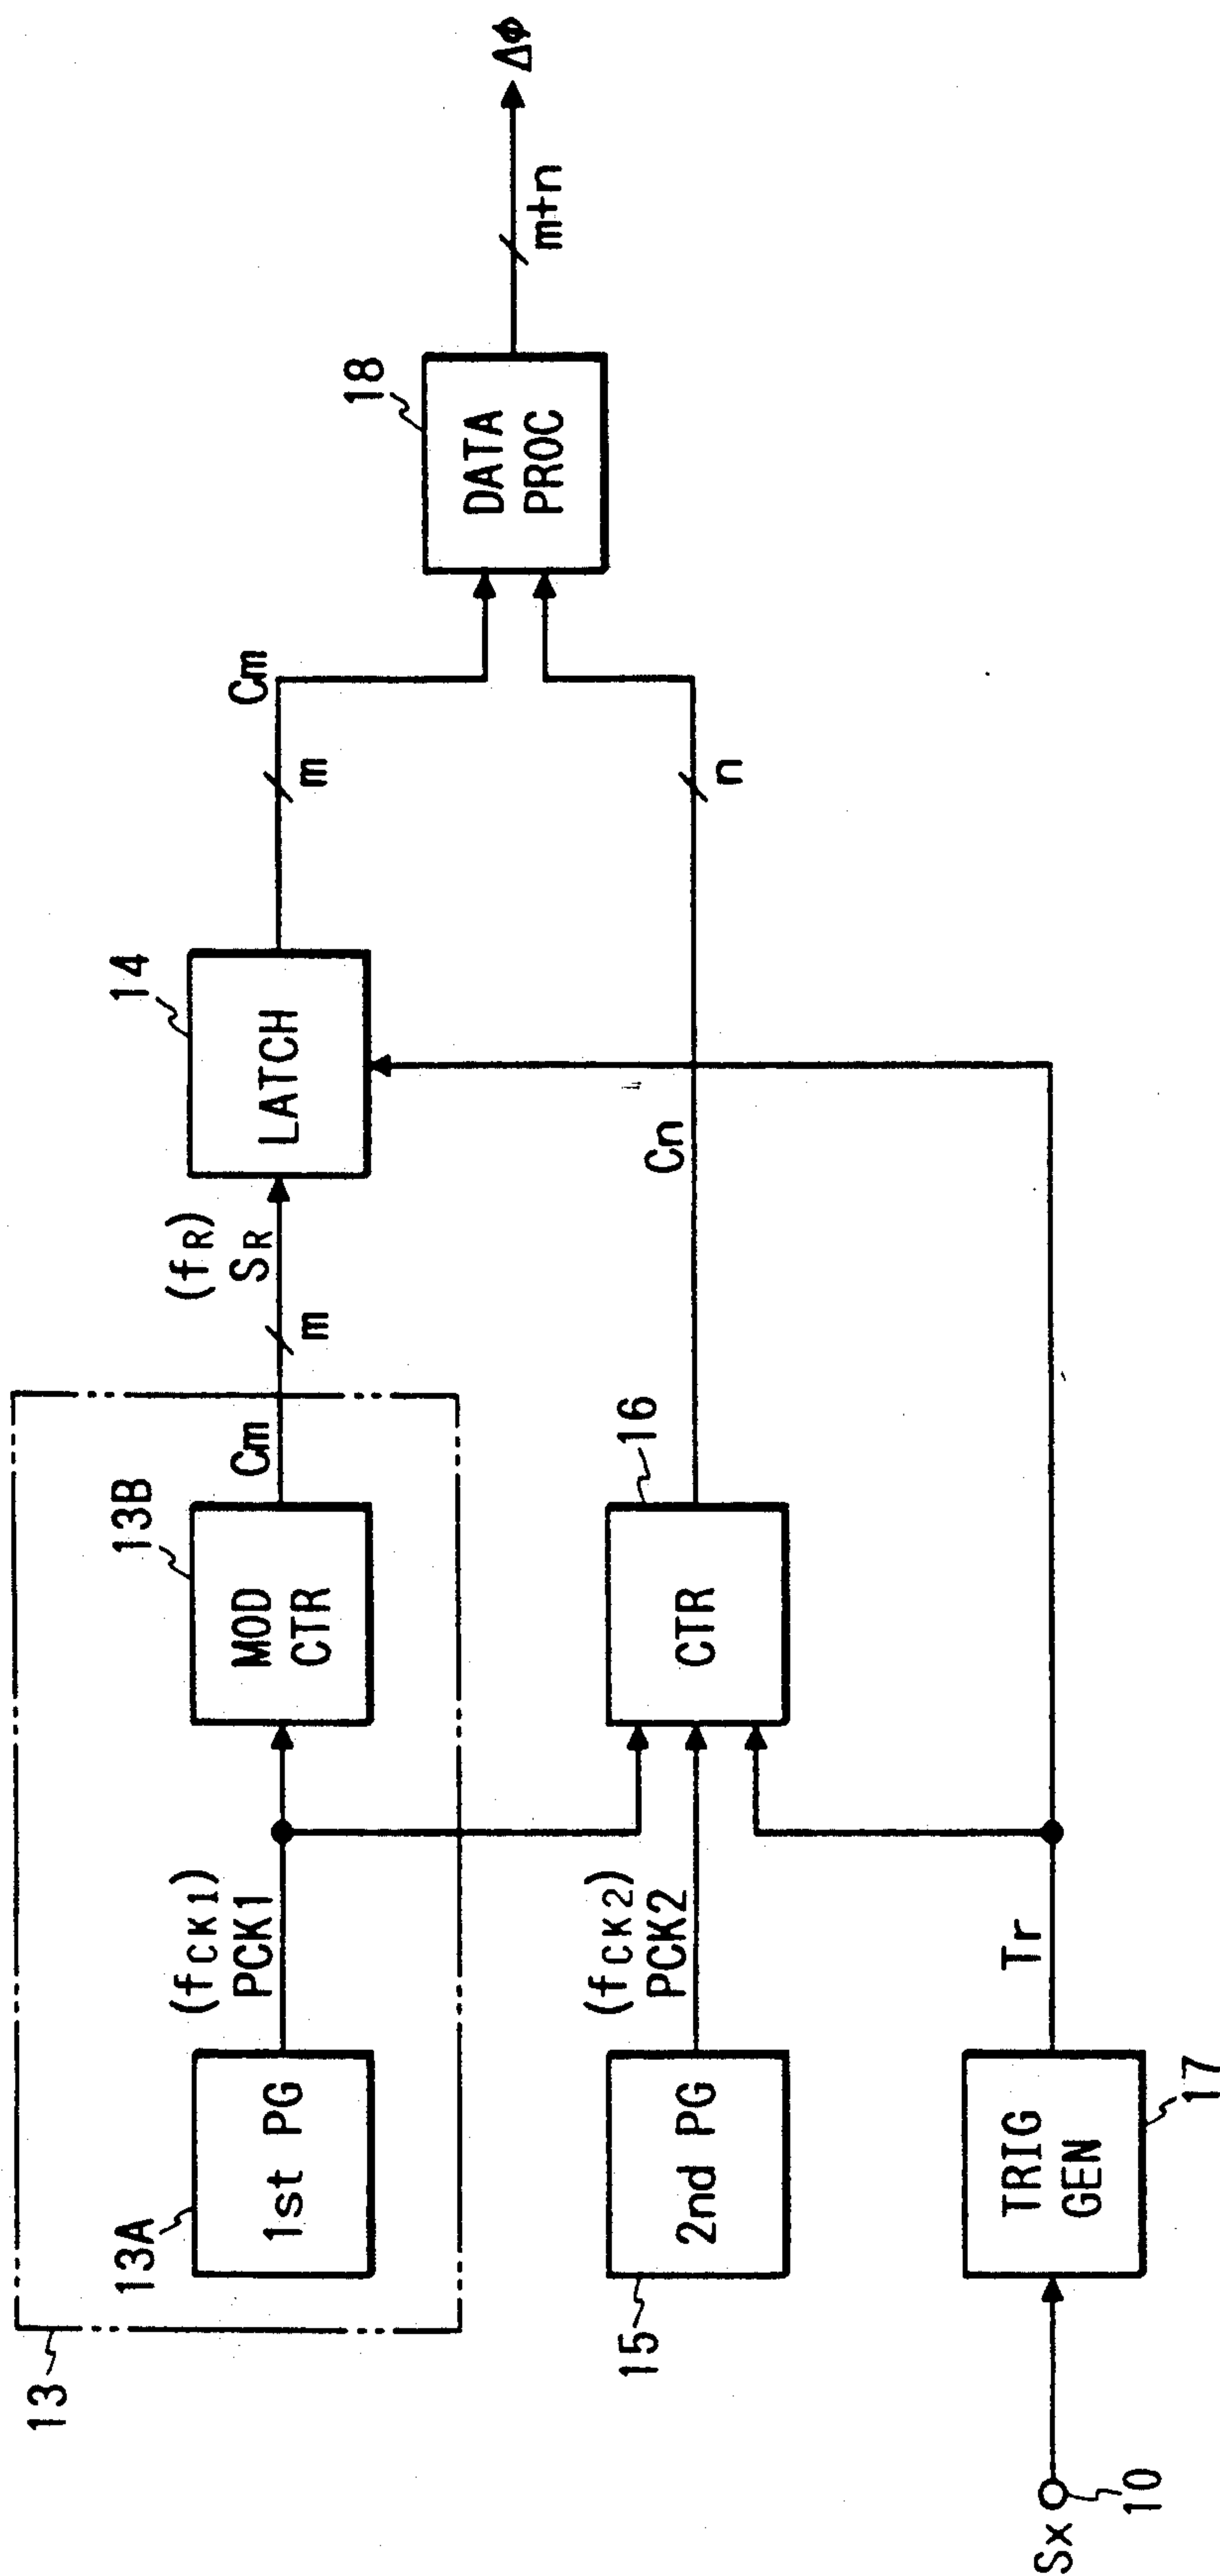 13
13A
1st PG
(fCK1)
PCK1
13B
MOD
CTR
Cm
m
(fR)
SR
14
LATCH
m
Cm
15
2nd PG
(fCK2)
PCK2
16
CTR
Cn
n
18
DATA
PROC
m+n
Δϕ
Sx
10
TRIG
GEN
17
Tr